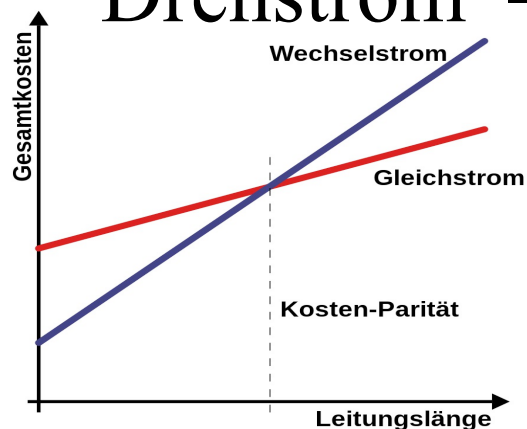 Drehstrom -
Wechselstrom
Gesamtkosten
Gleichstrom
Kosten-Parität
Leitungslänge